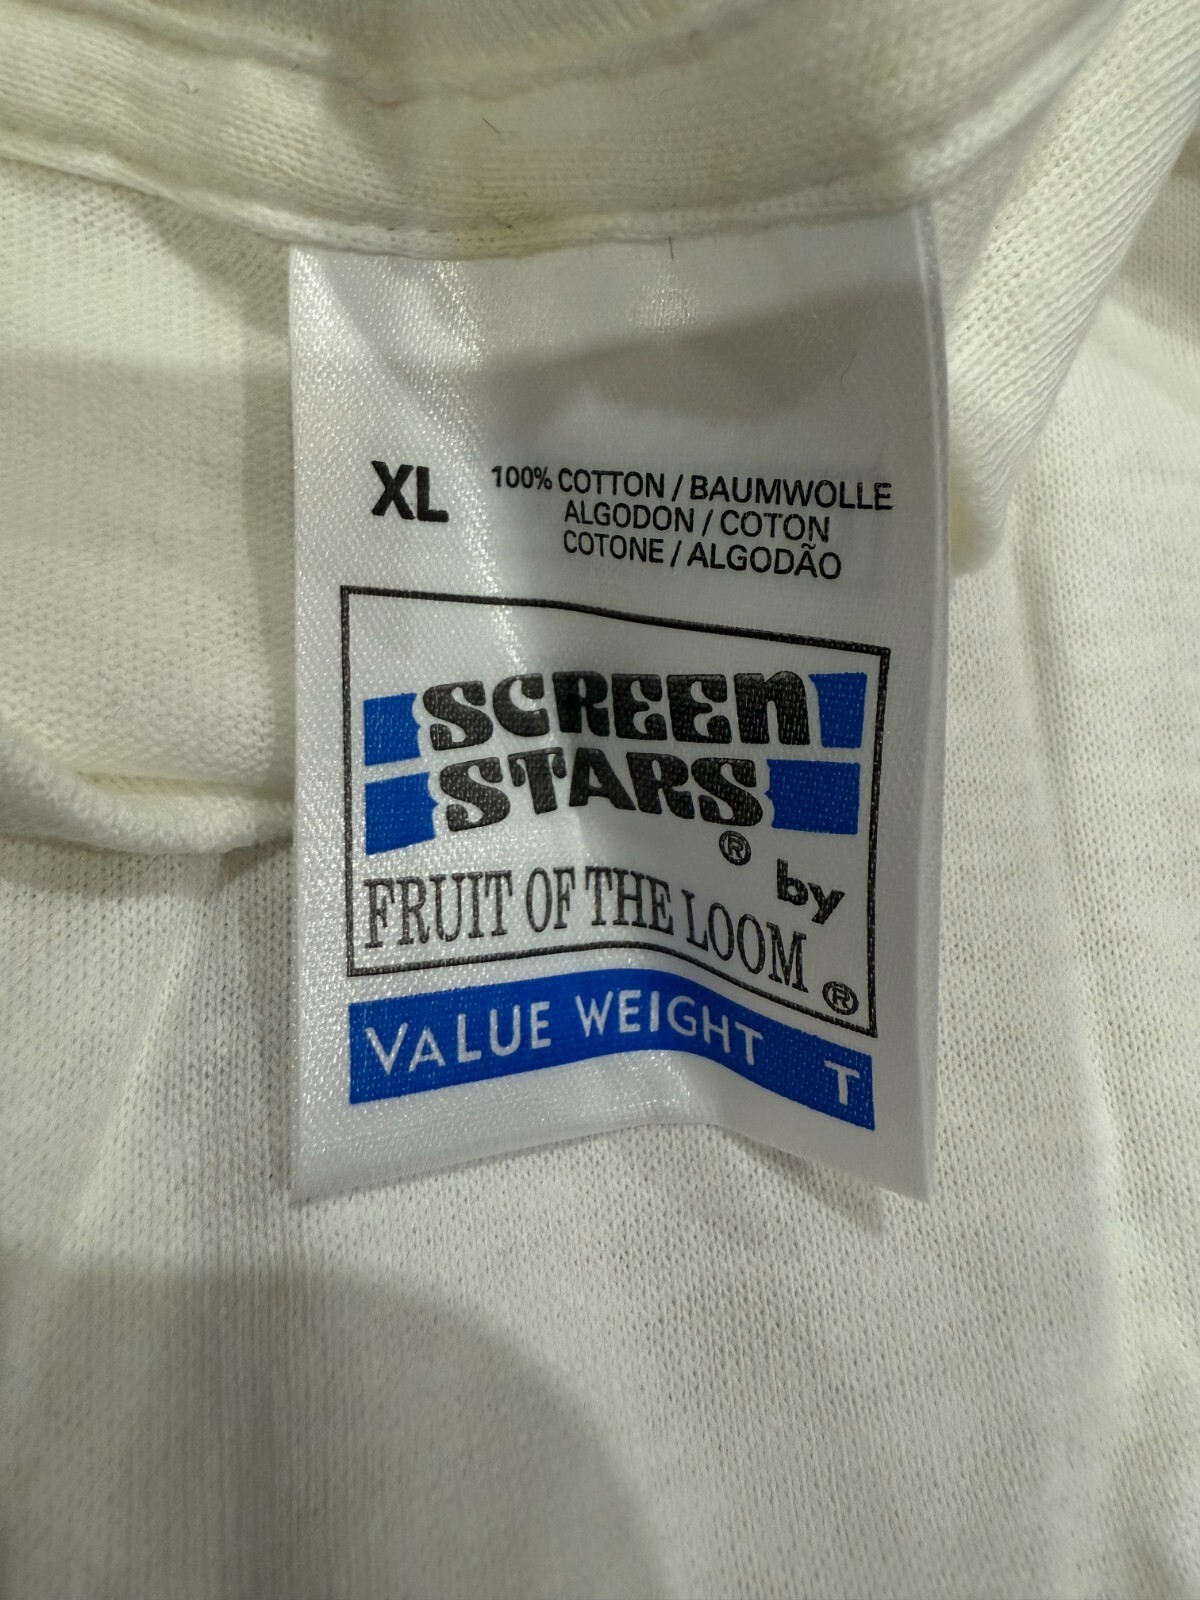 XL
100% COTTON / BAUMWOLLE
ALGODON / COTON
COTONE / ALGODÃO
SCREEN
STARS®
by
FRUIT OF THE LOOM®
VALUE WEIGHT T